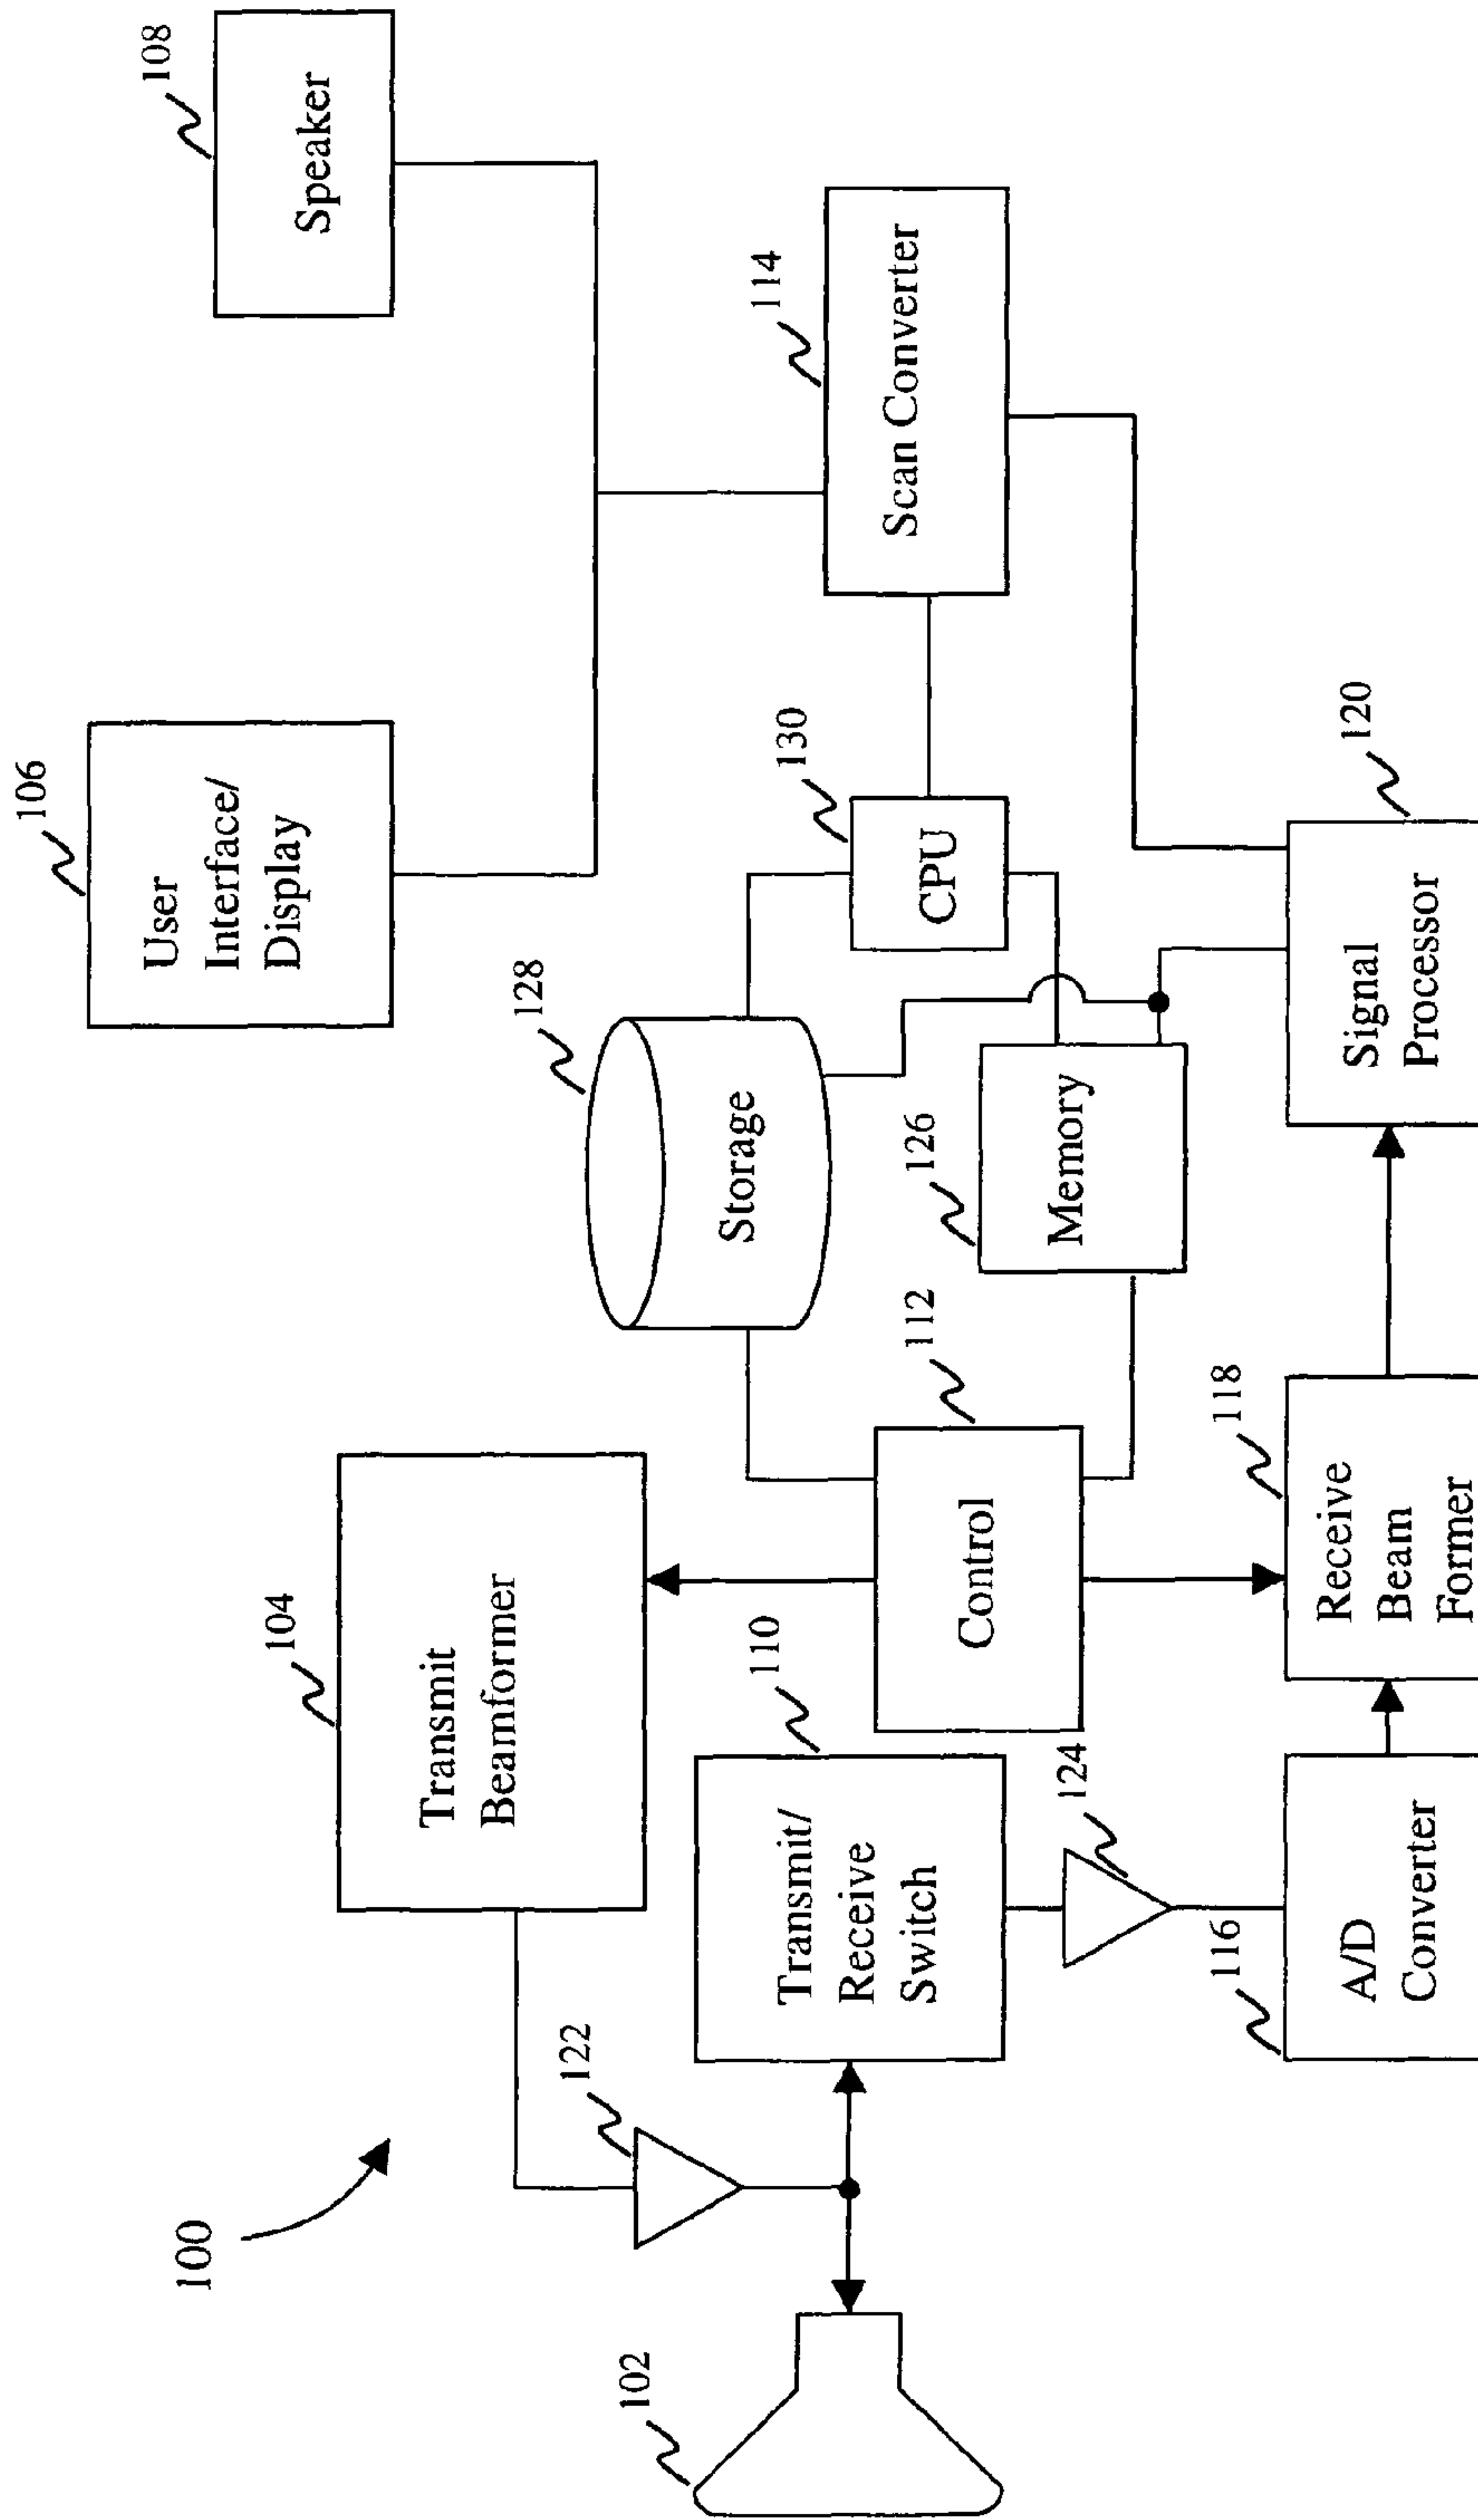 100
102
122
104
Transmit
Beamformer
110
Transmit/
Receive
Switch
124
116
A/D
Converter
112
Control
118
Receive
Beam
Former
128
Storage
126
Memory
130
CPU
120
Signal
Processor
106
User
Interface/
Display
114
Scan Converter
108
Speaker